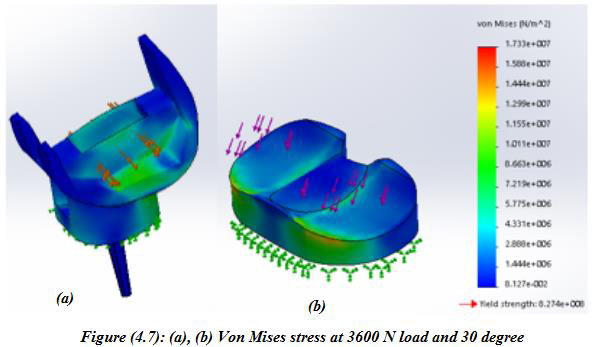 von Mises (N/m^2)
1.733e+007
1.588e+007
1.444e+007
1.299e+007
1.155e+007
1.011e+007
8.663e+006
7.219e+006
5.775e+006
4.331e+006
2.888e+006
1.444e+006
8.127e-002
Yield strength: 8.274e+008
(a)
(b)
Figure (4.7): (a), (b) Von Mises stress at 3600 N load and 30 degree